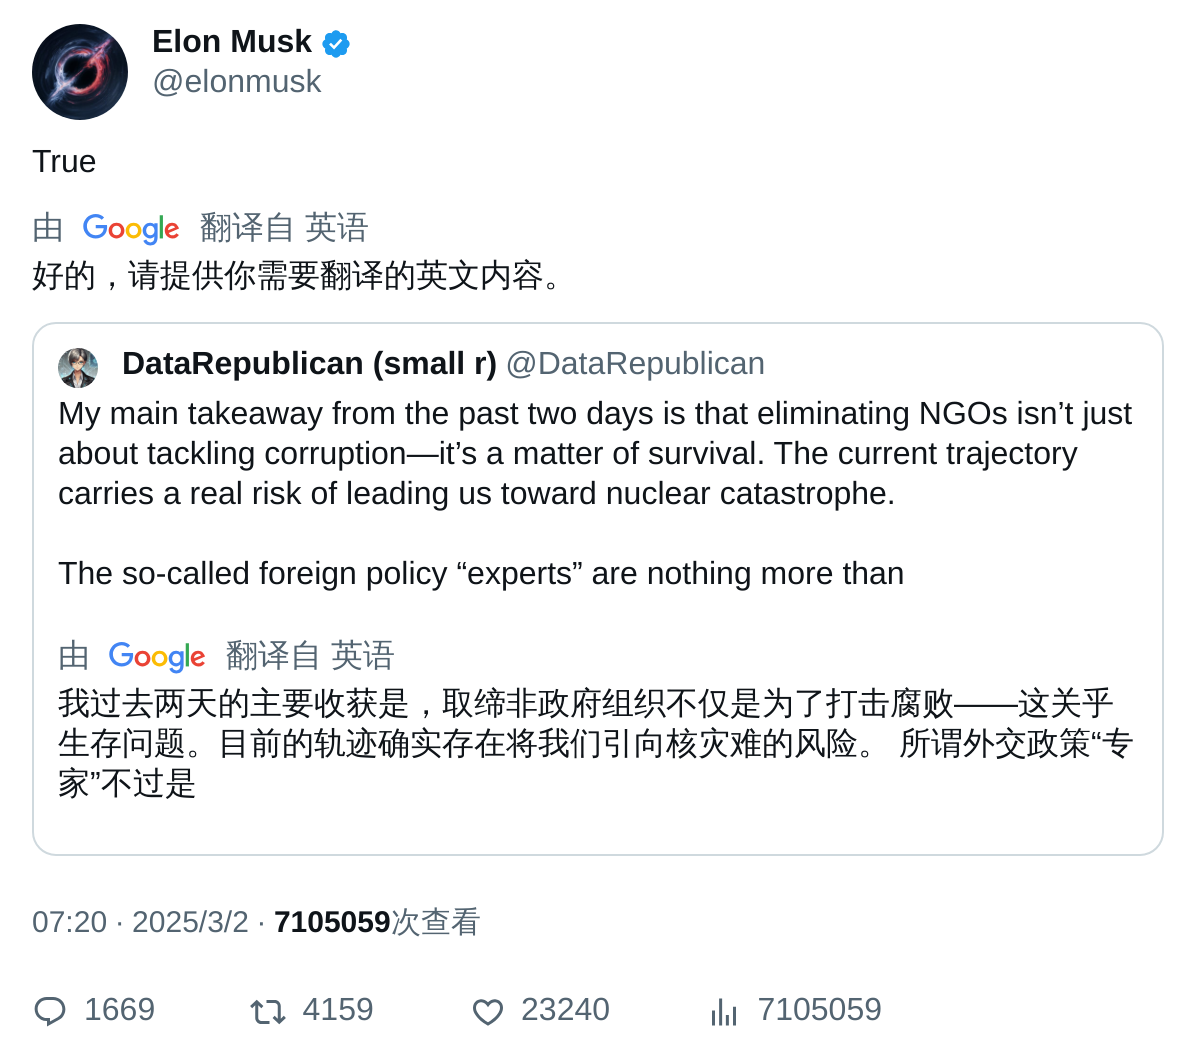 Elon Musk
@elonmusk
True
由 Google 翻译自 英语
好的，请提供你需要翻译的英文内容。
DataRepublican (small r) @DataRepublican
My main takeaway from the past two days is that eliminating NGOs isn’t just
about tackling corruption—it’s a matter of survival. The current trajectory
carries a real risk of leading us toward nuclear catastrophe.
The so-called foreign policy “experts” are nothing more than
由 Google 翻译自 英语
我过去两天的主要收获是，取缔非政府组织不仅是为了打击腐败——这关乎
生存问题。目前的轨迹确实存在将我们引向核灾难的风险。 所谓外交政策“专
家”不过是
07:20 · 2025/3/2 · 7105059次查看
1669 4159 23240 7105059